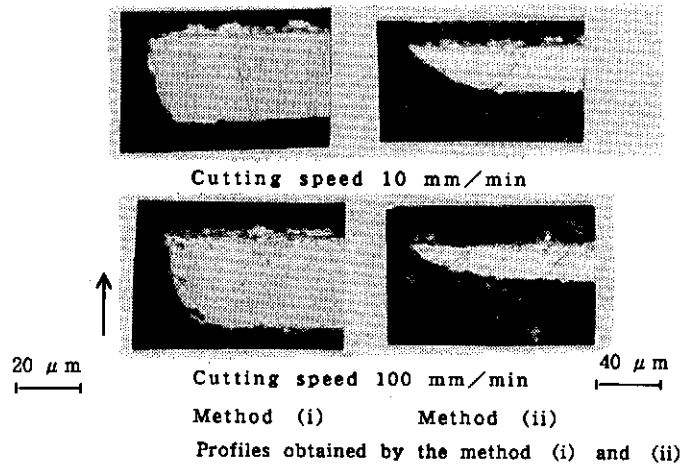 Cutting speed 10 mm/min
20 μm
40 μm
Cutting speed 100 mm/min
Method (i) Method (ii)
Profiles obtained by the method (i) and (ii)